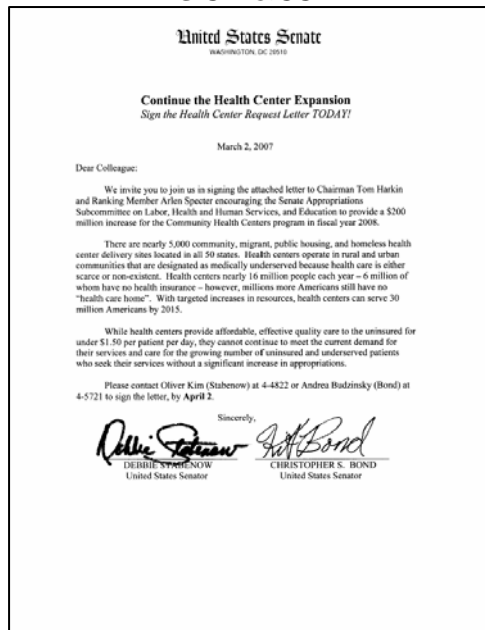 United States Senate
WASHINGTON, DC 20510
Continue the Health Center Expansion
Sign the Health Center Request Letter TODAY!
March 2, 2007
Dear Colleague:
We invite you to join us in signing the attached letter to Chairman Tom Harkin
and Ranking Member Arlen Specter encouraging the Senate Appropriations
Subcommittee on Labor, Health and Human Services, and Education to provide a $200
million increase for the Community Health Centers program in fiscal year 2008.
There are nearly 5,000 community, migrant, public housing, and homeless health
center delivery sites located in all 50 states. Health centers operate in rural and urban
communities that are designated as medically underserved because health care is either
scarce or non-existent. Health centers nearly 16 million people each year – 6 million of
whom have no health insurance – however, millions more Americans still have no
"health care home". With targeted increases in resources, health centers can serve 30
million Americans by 2015.
While health centers provide affordable, effective quality care to the uninsured for
under $1.50 per patient per day, they cannot continue to meet the current demand for
their services and care for the growing number of uninsured and underserved patients
who seek their services without a significant increase in appropriations.
Please contact Oliver Kim (Stabenow) at 4-4822 or Andrea Budzinsky (Bond) at
4-5721 to sign the letter, by April 2.
Sincerely,
Debbie Stabenow Kit Bond
DEBBIE STABENOW CHRISTOPHER S. BOND
United States Senator United States Senator